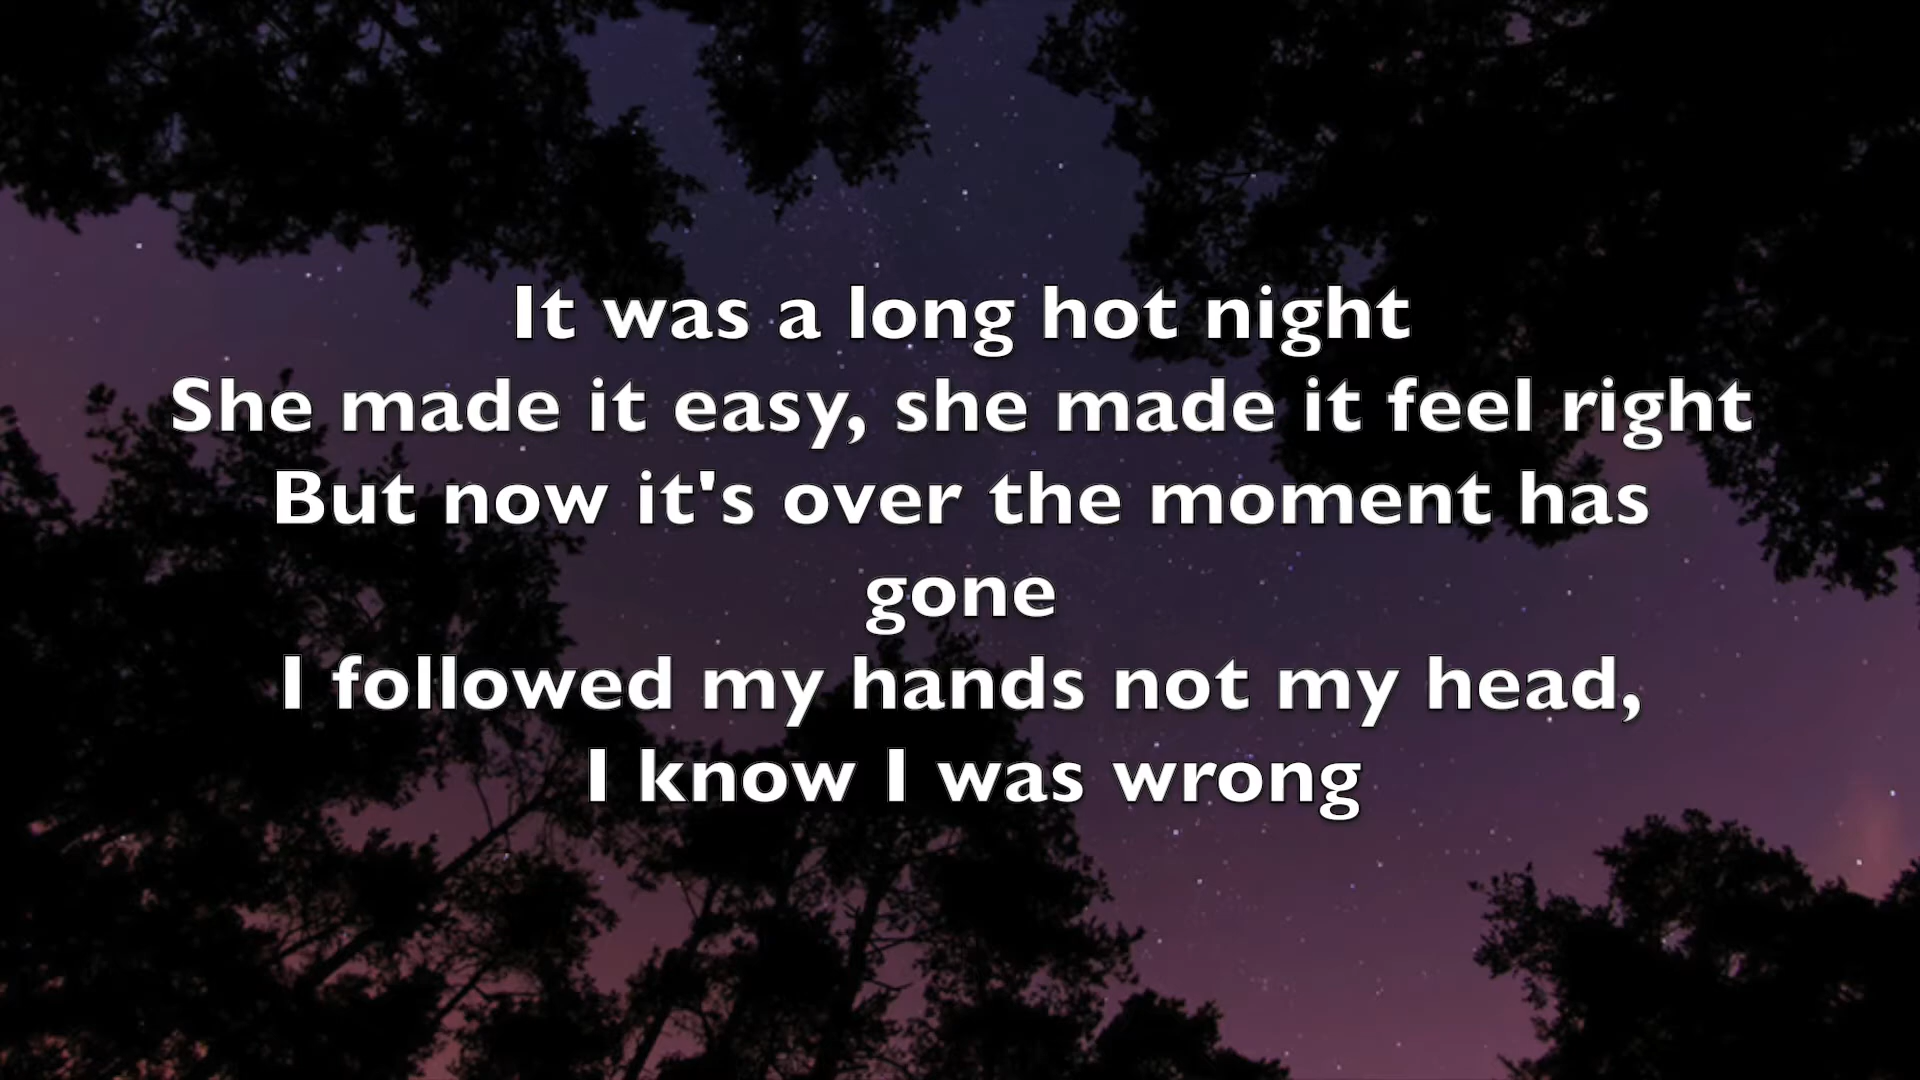 It was a long hot night
She made it easy, she made it feel right
But now it's over the moment has
gone
I followed my hands not my head,
I know I was wrong